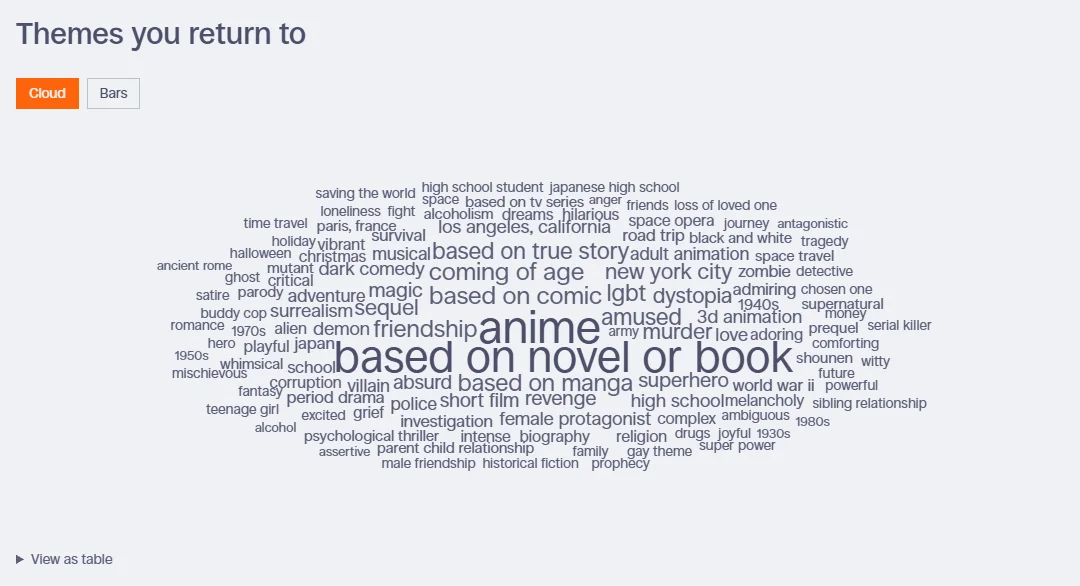 Themes you return to
Cloud Bars
high school student japanese high school
saving the world space based on tv series anger friends loss of loved one
loneliness fight alcoholism dreams hilarious
time travel paris, france los angeles, california space opera journey antagonistic
holiday vibrant survival road trip black and white tragedy
halloween christmas musical based on true story adult animation space travel
ancient rome mutant dark comedy coming of age new york city zombie detective
ghost critical
satire parody adventure magic based on comic lgbt dystopia admiring chosen one
1940s supernatural
buddy cop surrealism sequel amused 3d animation money
romance 1970s alien demon friendship anime army murder love adoring prequel serial killer
hero playful japan comforting
1950s whimsical school based on novel or book shounen witty
mischievous future
corruption villain absurd based on manga superhero world war ii powerful
fantasy period drama police short film revenge high school melancholy sibling relationship
teenage girl excited grief investigation female protagonist complex ambiguous 1980s
alcohol psychological thriller intense biography religion drugs joyful 1930s
assertive parent child relationship family gay theme super power
male friendship historical fiction prophecy
View as table